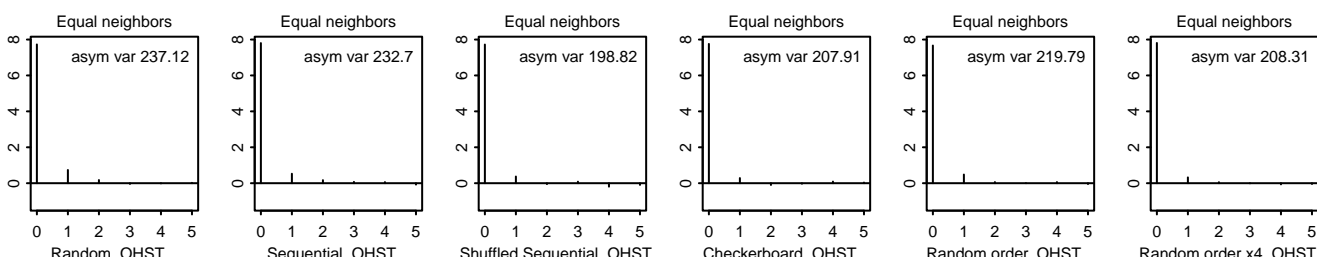 Equal neighbors Equal neighbors Equal neighbors Equal neighbors Equal neighbors Equal neighbors
8 8 8 8 8 8
asym var 237.12 asym var 232.7 asym var 198.82 asym var 207.91 asym var 219.79 asym var 208.31
6 6 6 6 6 6
4 4 4 4 4 4
2 2 2 2 2 2
0 0 0 0 0 0
0 1 2 3 4 5 0 1 2 3 4 5 0 1 2 3 4 5 0 1 2 3 4 5 0 1 2 3 4 5 0 1 2 3 4 5
Random, OHST Sequential, OHST Shuffled Sequential, OHST Checkerboard, OHST Random order, OHST Random order x4, OHST